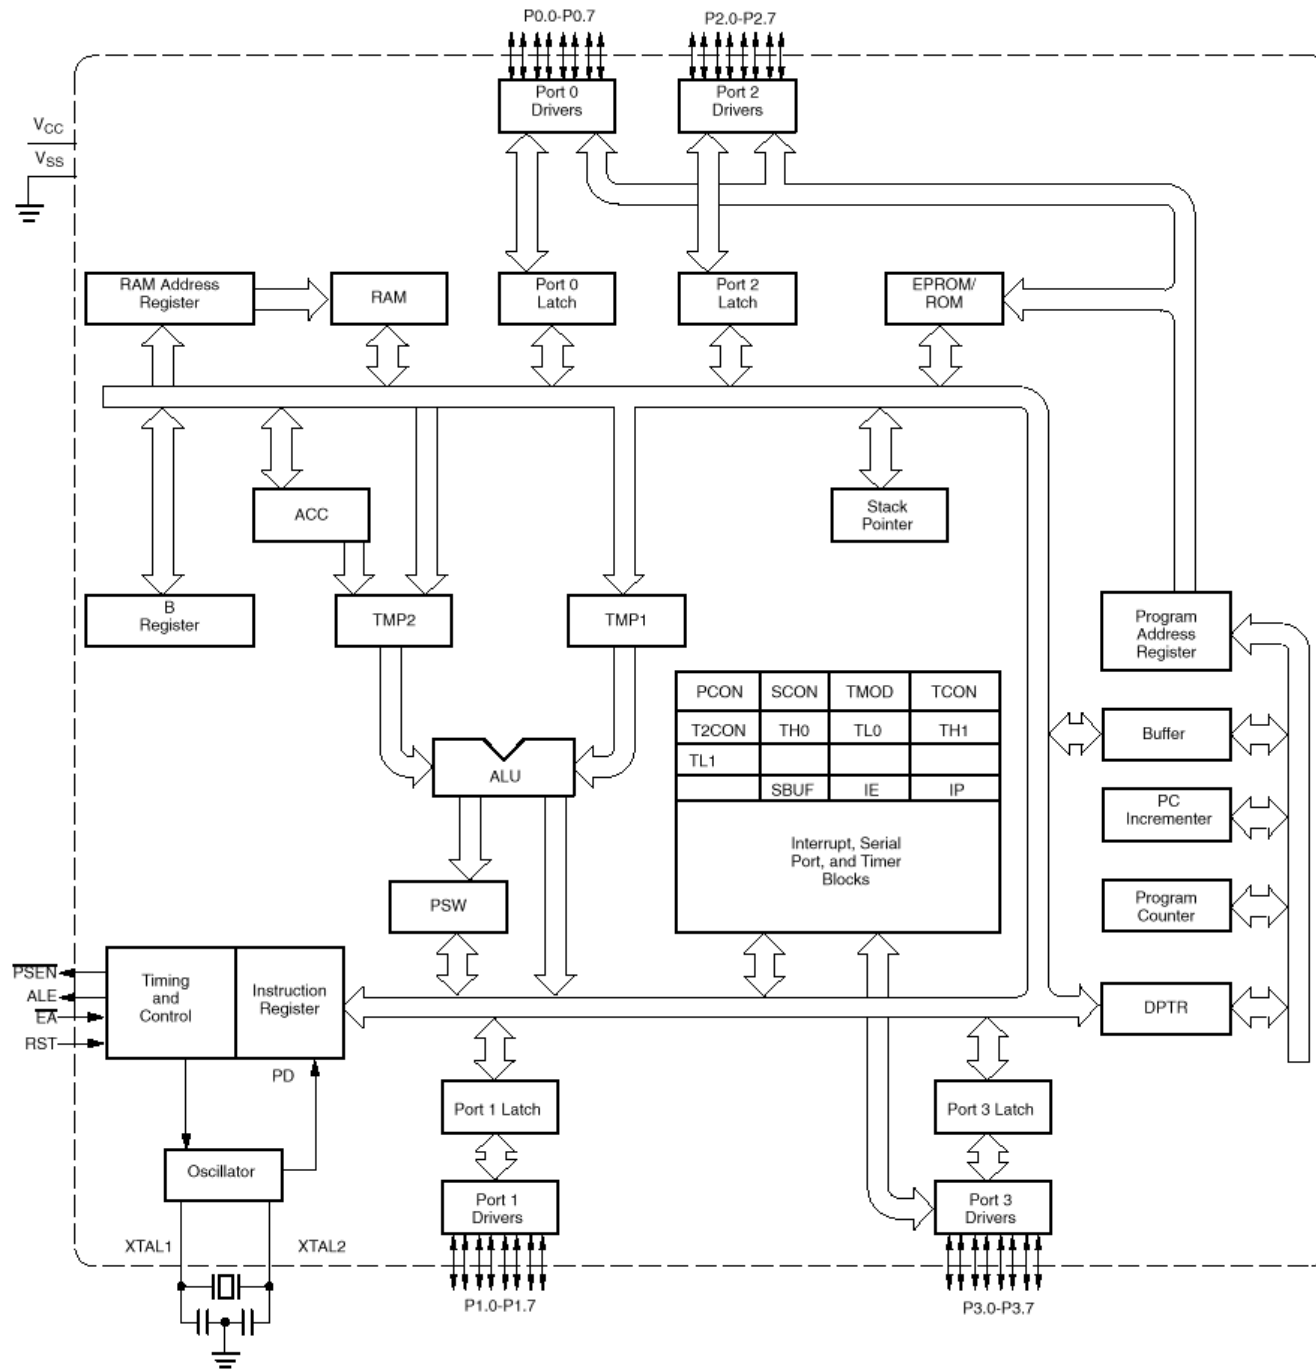 P0.0-P0.7
P2.0-P2.7
Port 0
Drivers
Port 2
Drivers
VCC
VSS
RAM Address
Register
RAM
Port 0
Latch
Port 2
Latch
EPROM/
ROM
ACC
Stack
Pointer
B
Register
TMP2
TMP1
Program
Address
Register
PCON SCON TMOD TCON
T2CON TH0 TL0 TH1
TL1
SBUF IE IP
Interrupt, Serial
Port, and Timer
Blocks
Buffer
ALU
PC
Incrementer
PSW
Program
Counter
PSEN
ALE
EA
RST
Timing
and
Control
Instruction
Register
DPTR
PD
Port 1 Latch
Port 3 Latch
Oscillator
Port 1
Drivers
Port 3
Drivers
XTAL1
XTAL2
P1.0-P1.7
P3.0-P3.7